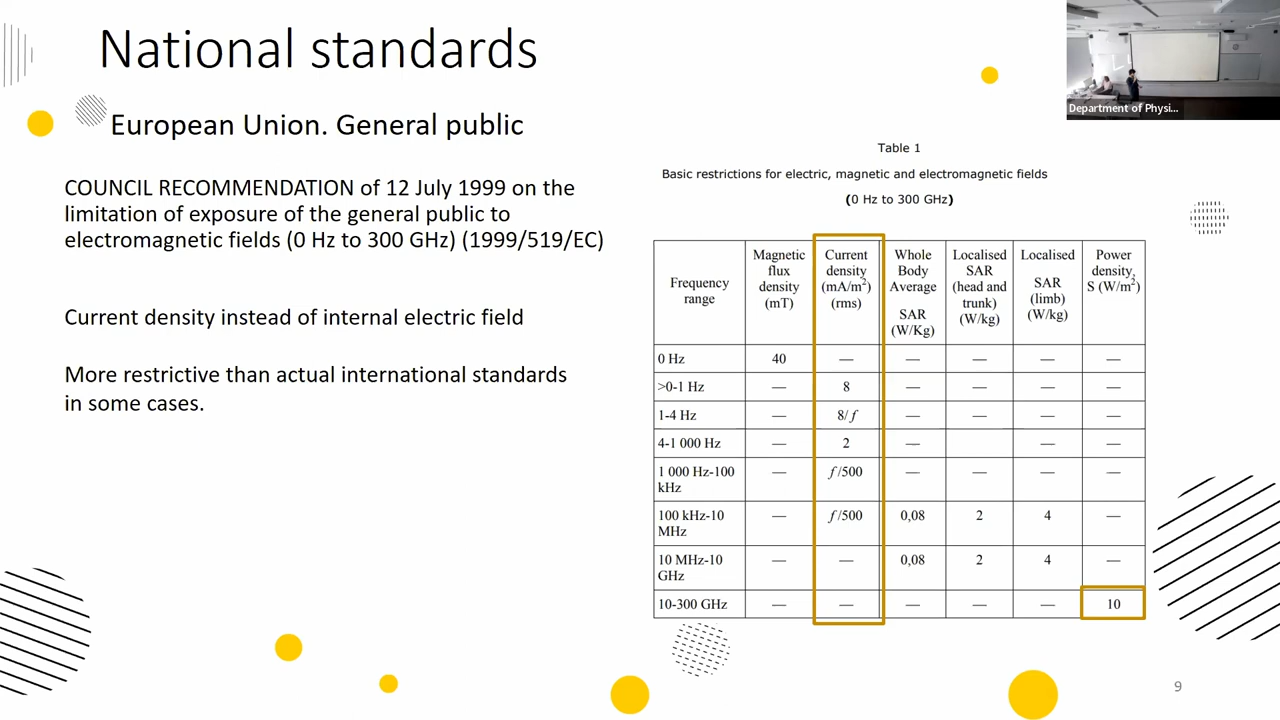 National standards
Department of Physi...
European Union. General public
COUNCIL RECOMMENDATION of 12 July 1999 on the
limitation of exposure of the general public to
electromagnetic fields (0 Hz to 300 GHz) (1999/519/EC)
Current density instead of internal electric field
More restrictive than actual international standards
in some cases.
Table 1
Basic restrictions for electric, magnetic and electromagnetic fields
(0 Hz to 300 GHz)
Frequency range Magnetic flux density (mT) Current density (mA/m²) (rms) Whole Body Average SAR (W/Kg) Localised SAR (head and trunk) (W/kg) Localised SAR (limb) (W/kg) Power density, S (W/m²)
0 Hz 40 — — — — —
>0-1 Hz — 8 — — — —
1-4 Hz — 8/f — — — —
4-1 000 Hz — 2 — — —
1 000 Hz-100 kHz — f/500 — — — —
100 kHz-10 MHz — f/500 0,08 2 4 —
10 MHz-10 GHz — — 0,08 2 4 —
10-300 GHz — — — — — 10
9